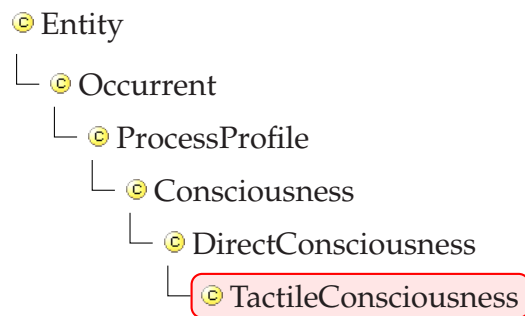 Entity
Occurrent
ProcessProfile
Consciousness
DirectConsciousness
TactileConsciousness